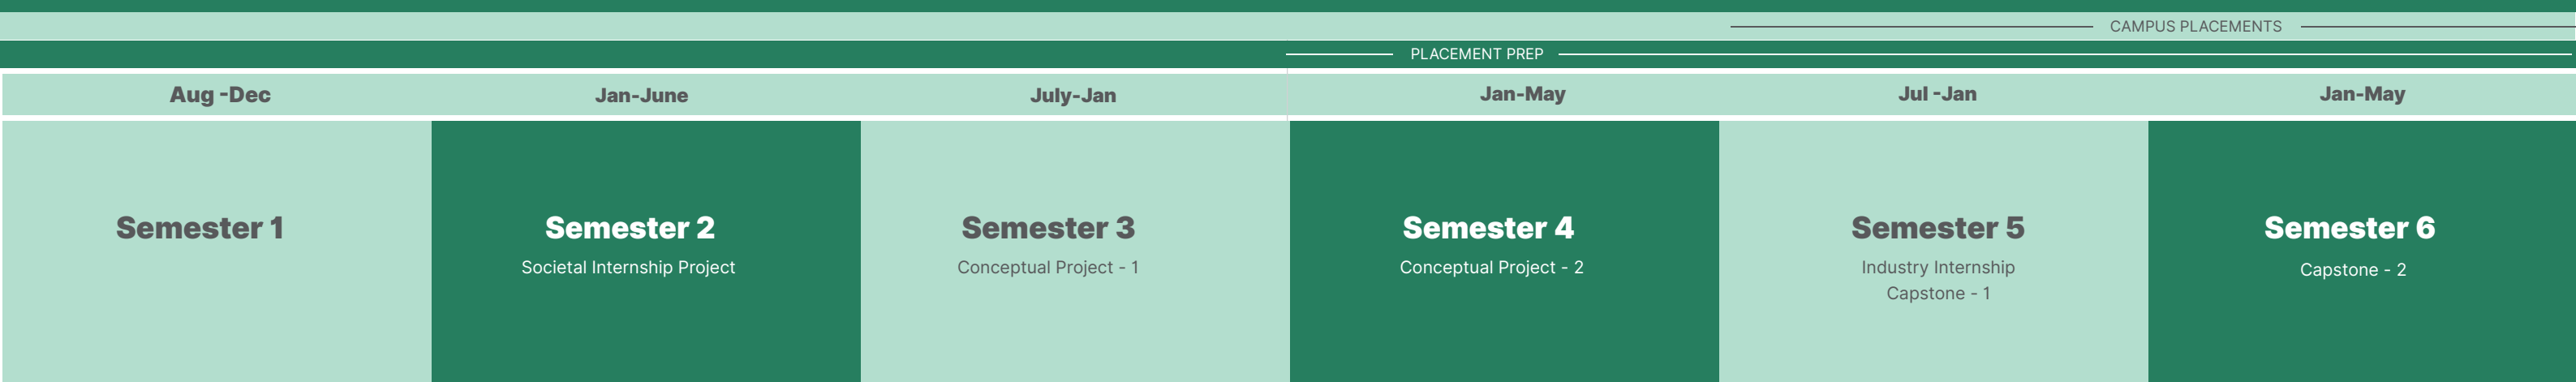 CAMPUS PLACEMENTS
PLACEMENT PREP
Aug -Dec
Jan-June
July-Jan
Jan-May
Jul -Jan
Jan-May
Semester 1
Semester 2
Societal Internship Project
Semester 3
Conceptual Project - 1
Semester 4
Conceptual Project - 2
Semester 5
Industry Internship
Capstone - 1
Semester 6
Capstone - 2